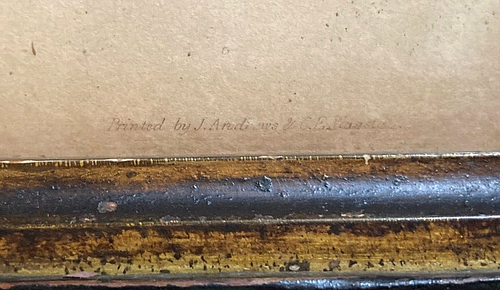 Printed by J. Andrews & C.P.